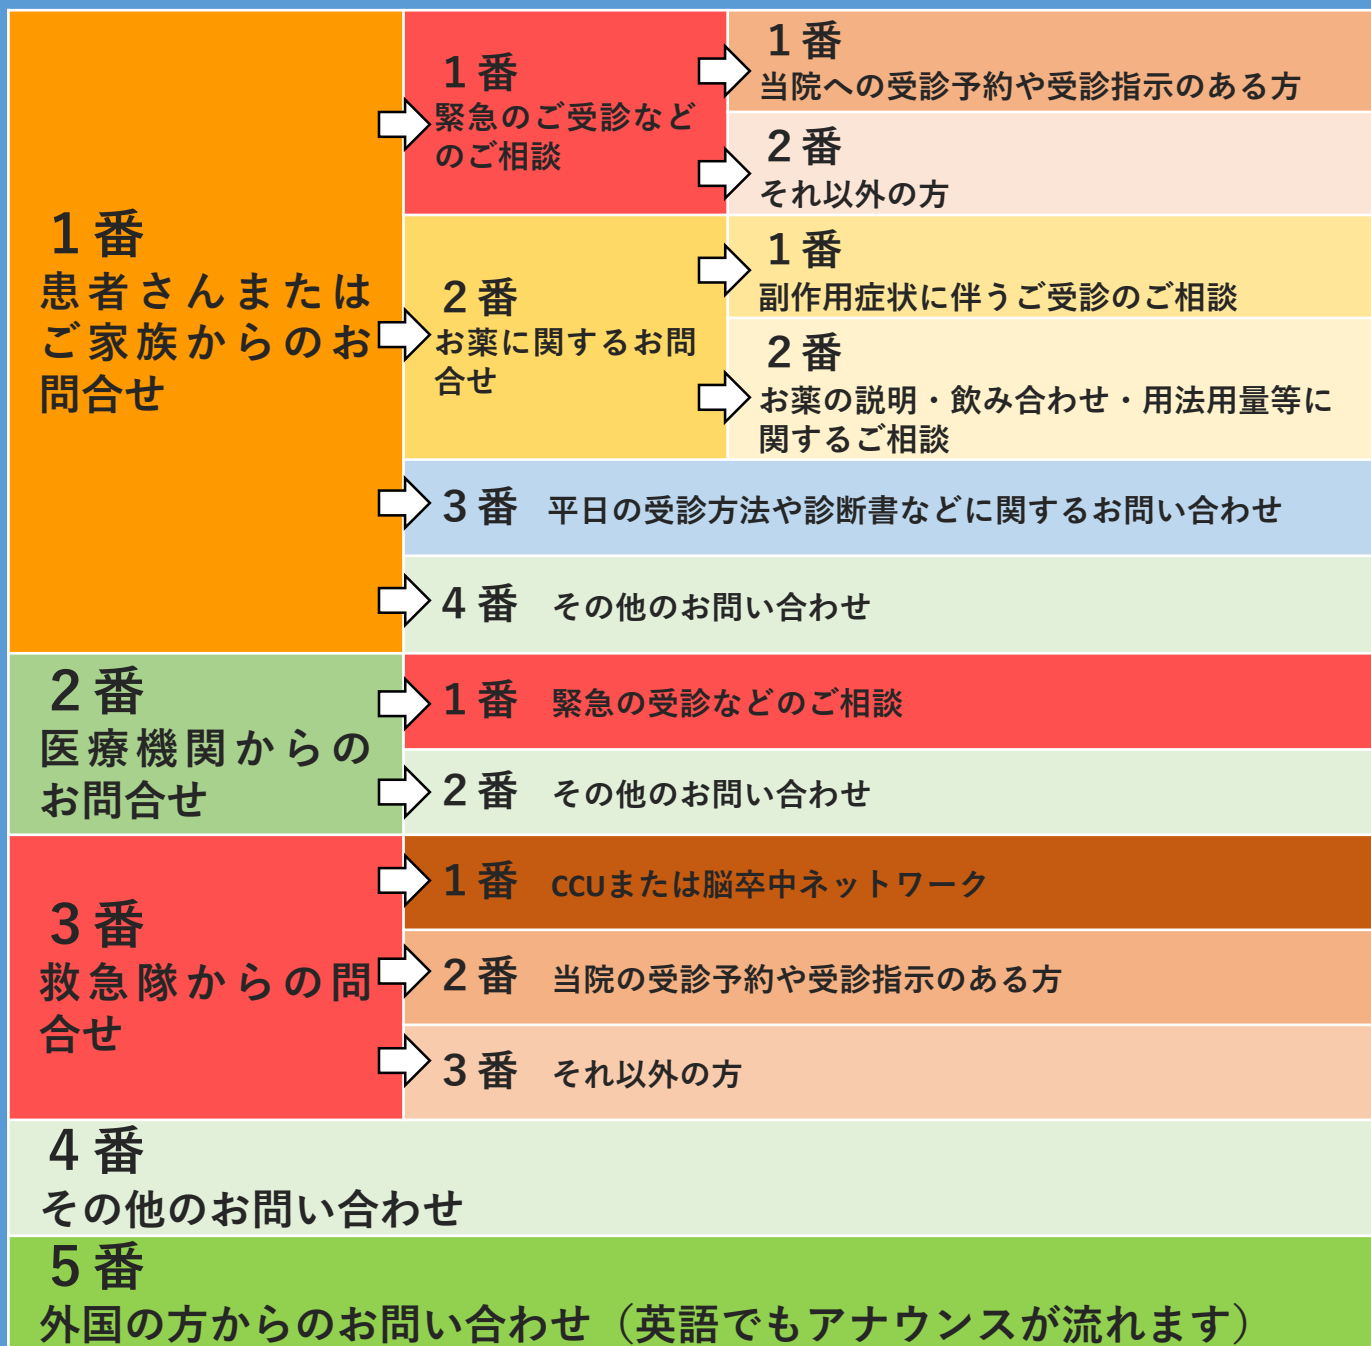 1番
患者さんまたは
ご家族からのお
問合せ
1番
緊急のご受診など
のご相談
1番
当院への受診予約や受診指示のある方
2番
それ以外の方
2番
お薬に関するお問
合せ
1番
副作用症状に伴うご受診のご相談
2番
お薬の説明・飲み合わせ・用法用量等に
関するご相談
3番 平日の受診方法や診断書などに関するお問い合わせ
4番 その他のお問い合わせ
2番
医療機関からの
お問合せ
1番 緊急の受診などのご相談
2番 その他のお問い合わせ
3番
救急隊からの問
合せ
1番 CCUまたは脳卒中ネットワーク
2番 当院の受診予約や受診指示のある方
3番 それ以外の方
4番
その他のお問い合わせ
5番
外国の方からのお問い合わせ（英語でもアナウンスが流れます）